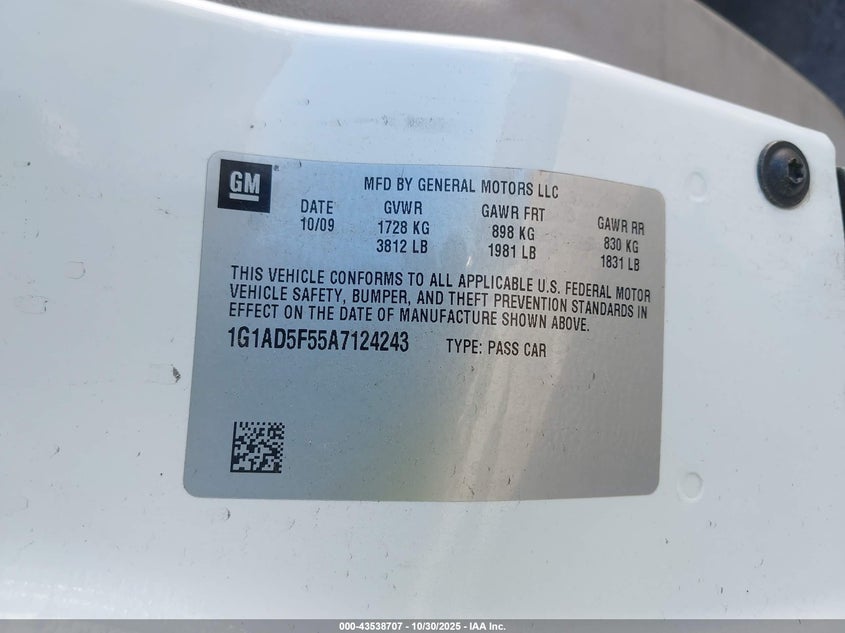 GM
MFD BY GENERAL MOTORS LLC
DATE GVWR GAWR FRT GAWR RR
10/09 1728 KG 898 KG 830 KG
3812 LB 1981 LB 1831 LB
THIS VEHICLE CONFORMS TO ALL APPLICABLE U.S. FEDERAL MOTOR
VEHICLE SAFETY, BUMPER, AND THEFT PREVENTION STANDARDS IN
EFFECT ON THE DATE OF MANUFACTURE SHOWN ABOVE.
1G1AD5F55A7124243 TYPE: PASS CAR
000-43538707 - 10/30/2025 - IAA Inc.